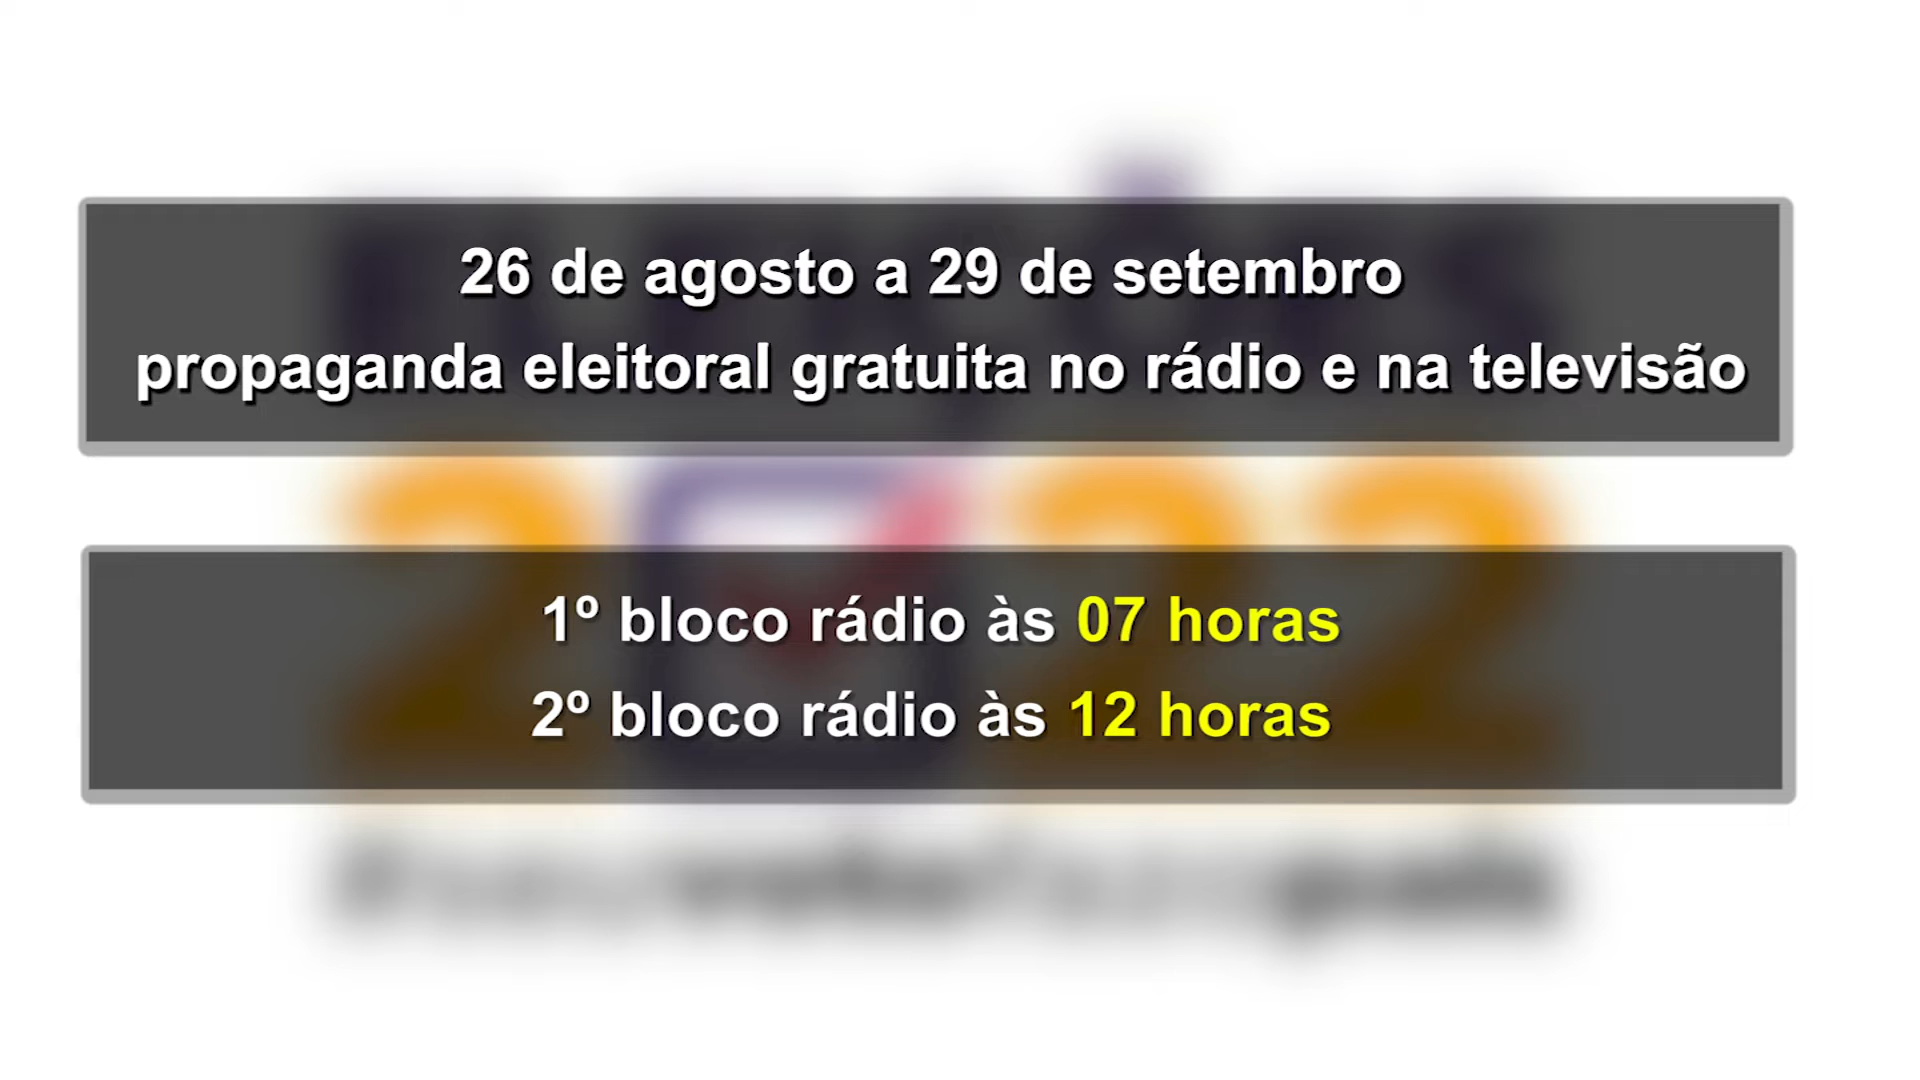 26 de agosto a 29 de setembro
propaganda eleitoral gratuita no rádio e na televisão
1º bloco rádio às 07 horas
2º bloco rádio às 12 horas